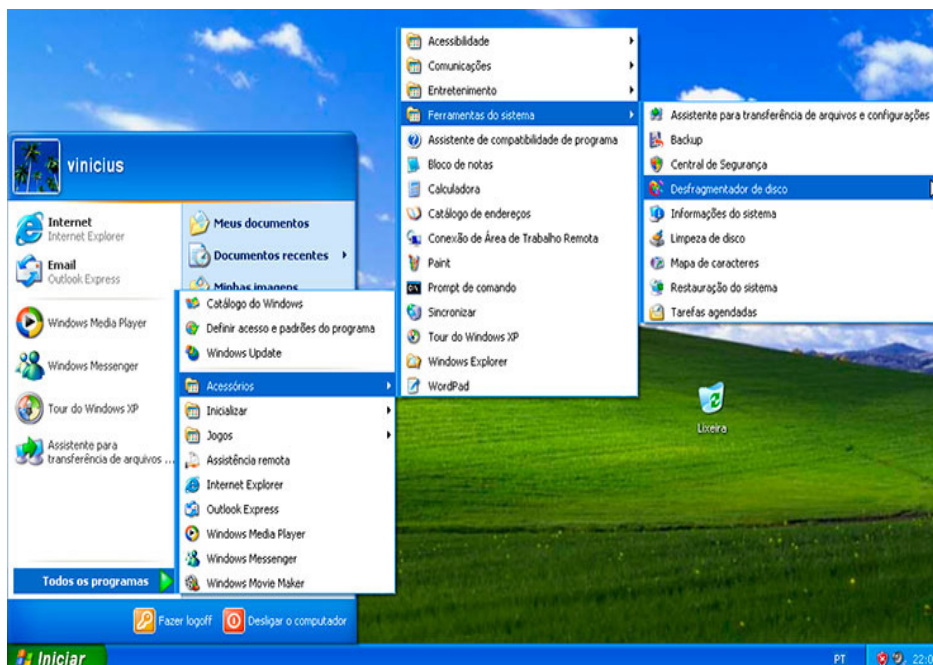 vinicius
Internet
Internet Explorer
Email
Outlook Express
Windows Media Player
Windows Messenger
Tour do Windows XP
Assistente para
transferência de arquivos ...
Todos os programas
Meus documentos
Documentos recentes
Minhas imagens
Catálogo do Windows
Definir acesso e padrões do programa
Windows Update
Acessórios
Inicializar
Jogos
Assistência remota
Internet Explorer
Outlook Express
Windows Media Player
Windows Messenger
Windows Movie Maker
Acessibilidade
Comunicações
Entretenimento
Ferramentas do sistema
Assistente de compatibilidade de programa
Bloco de notas
Calculadora
Catálogo de endereços
Conexão de Área de Trabalho Remota
Paint
Prompt de comando
Sincronizar
Tour do Windows XP
Windows Explorer
WordPad
Assistente para transferência de arquivos e configurações
Backup
Central de Segurança
Desfragmentador de disco
Informações do sistema
Limpeza de disco
Mapa de caracteres
Restauração do sistema
Tarefas agendadas
Lixeira
Fazer logoff
Desligar o computador
Iniciar
PT